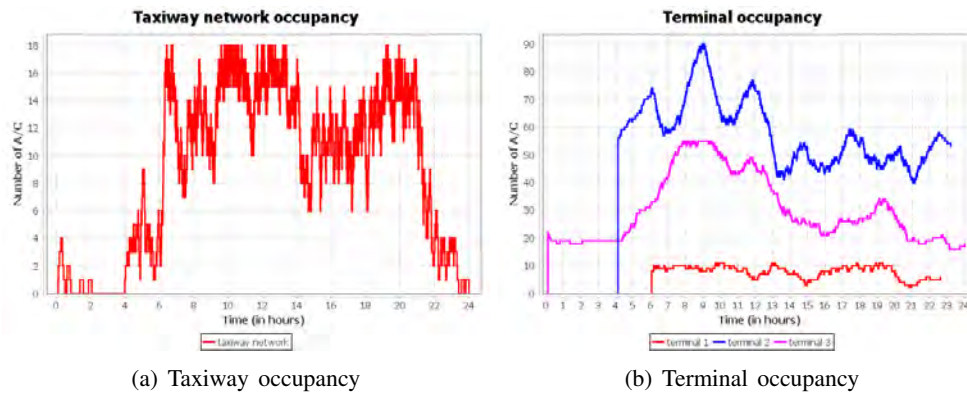 Taxiway network occupancy
Number of A/C
18
16
14
12
10
8
6
4
2
0
0 2 4 6 8 10 12 14 16 18 20 22 24
Time (in hours)
taxiway network
(a) Taxiway occupancy
Terminal occupancy
Number of A/C
90
80
70
60
50
40
30
20
10
0
0 1 2 3 4 5 6 7 8 9 10 11 12 13 14 15 16 17 18 19 20 21 22 23 24
Time (in hours)
terminal 1 terminal 2 terminal 3
(b) Terminal occupancy